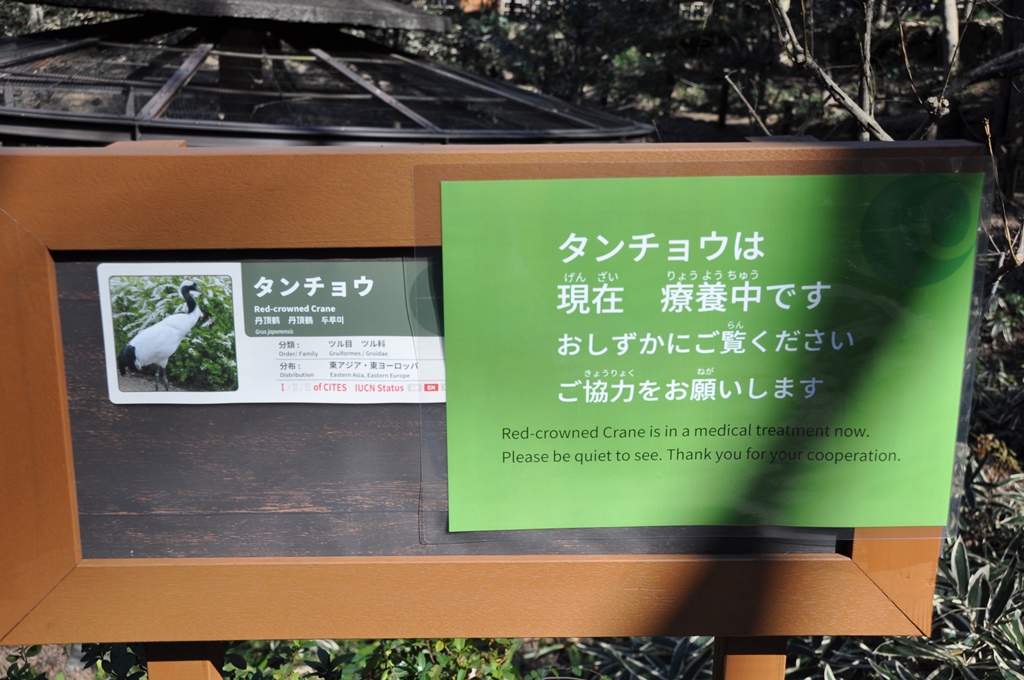 タンチョウ
Red-crowned Crane
丹頂鶴 丹顶鹤 두루미
Grus japonensis
分類: ツル目 ツル科
Order/ Family Gruiformes / Gruidae
分布: 東アジア・東ヨーロッパ
Distribution Eastern Asia, Eastern Europe
I / II / III of CITES IUCN Status EN
タンチョウは
げん ざい りょう よう ちゅう
現在 療養中です
らん
おしずかにご覧ください
きょうりょく ねが
ご協力をお願いします
Red-crowned Crane is in a medical treatment now.
Please be quiet to see. Thank you for your cooperation.